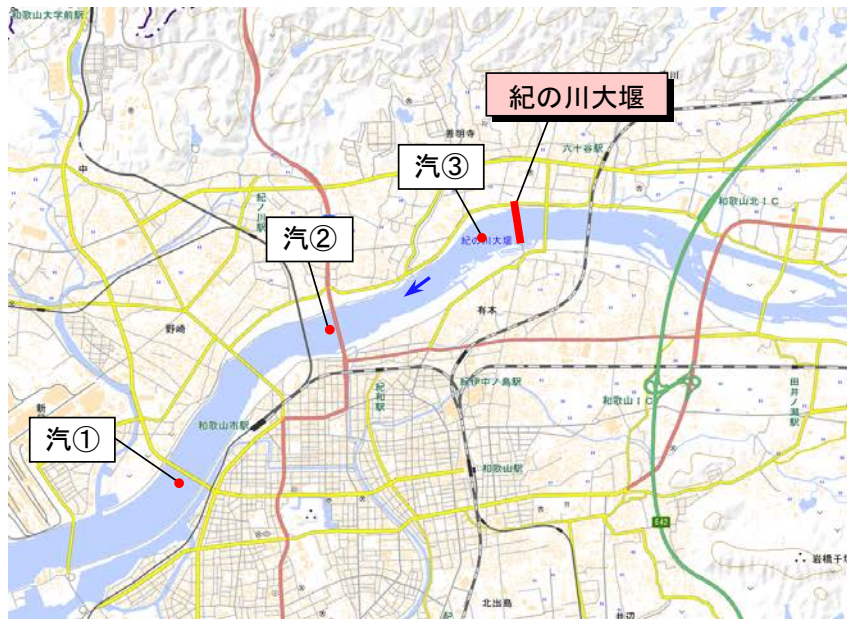 和歌山大学前駅
紀の川大堰
善明寺
六十谷駅
汽③
中
紀ノ川駅
和歌山北IC
紀の川大堰
汽②
有本
野崎
紀伊中ノ島駅
紀和駅
和歌山IC
田井ノ瀬駅
新
和歌山市駅
汽①
和歌山駅
E42
岩橋千塚
北出島